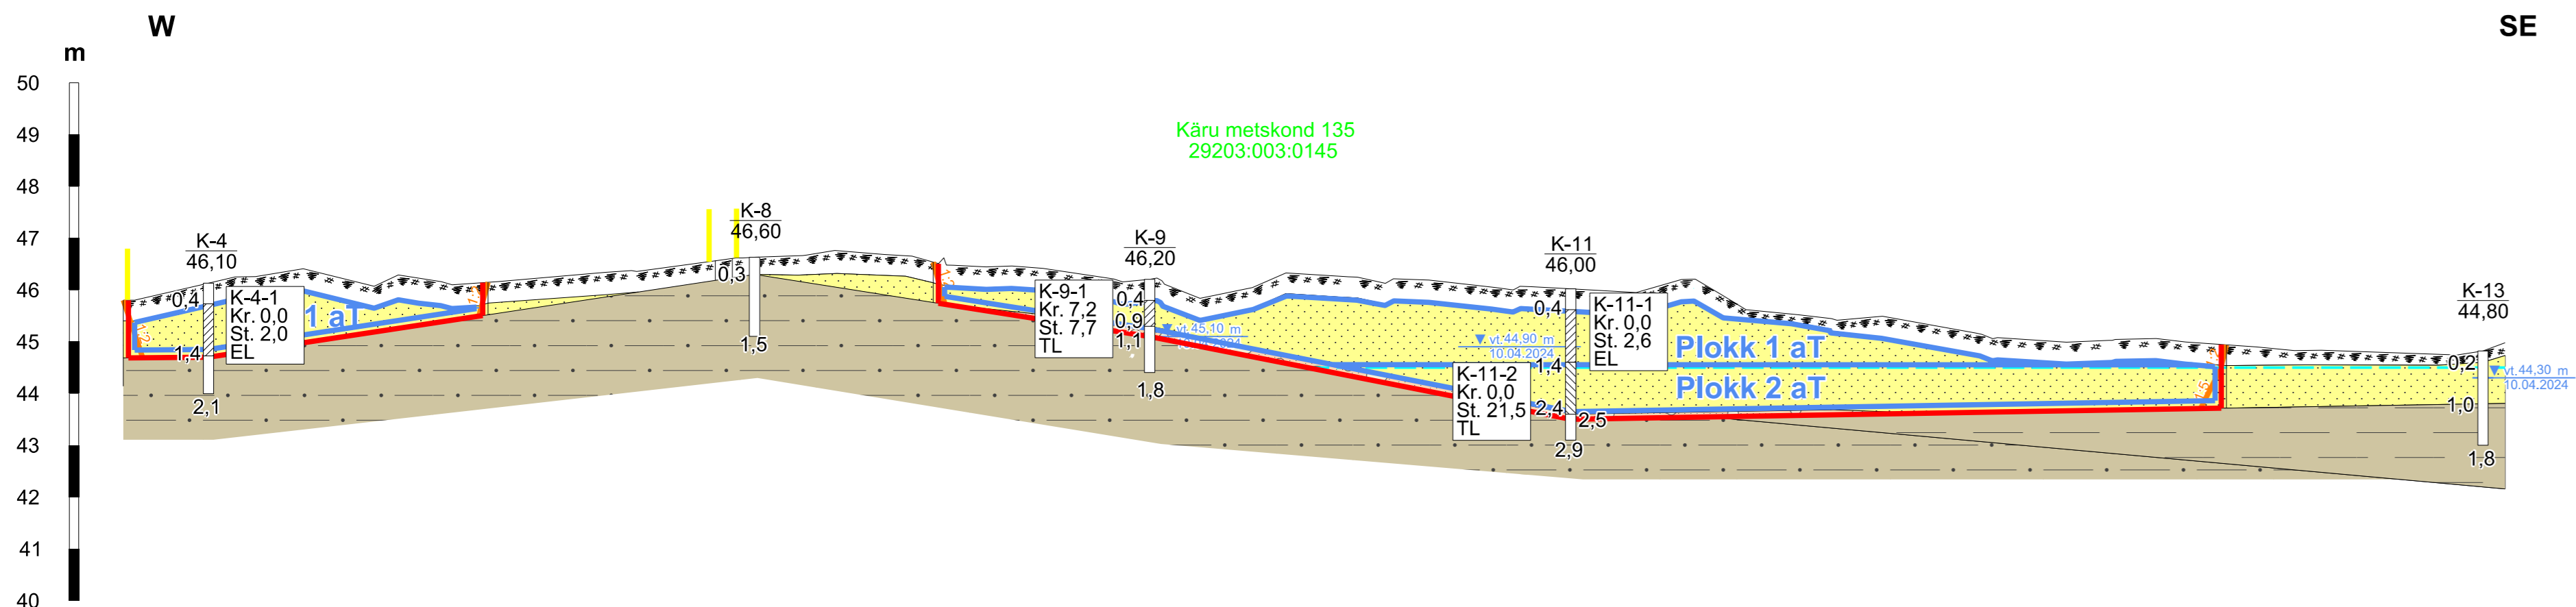 W
SE
m
50
49
48
47
46
45
44
43
42
41
40
Käru metskond 135
29203:003:0145
K-4
46,10
0,4
1,4
2,1
K-4-1
Kr. 0,0
St. 2,0
EL
1 aT
K-8
46,60
0,3
1,5
K-9
46,20
0,4
0,9
1,1
1,8
K-9-1
Kr. 7,2
St. 7,7
TL
vt.45,10 m
10.04.2024
K-11
46,00
0,4
1,4
2,4
2,5
2,9
vt.44,90 m
10.04.2024
K-11-1
Kr. 0,0
St. 2,6
EL
K-11-2
Kr. 0,0
St. 21,5
TL
Plokk 1 aT
Plokk 2 aT
K-13
44,80
0,2
1,0
1,8
vt.44,30 m
10.04.2024